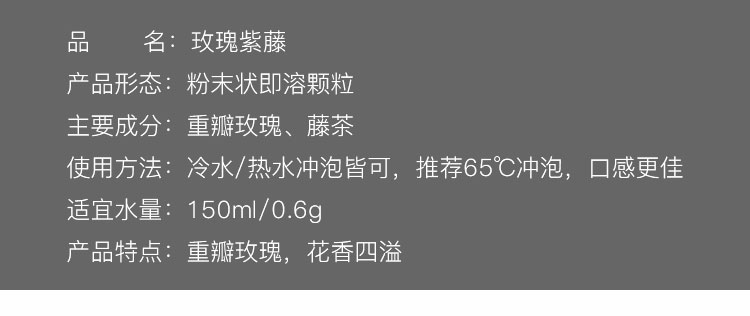 品　　名：玫瑰紫藤
产品形态：粉末状即溶颗粒
主要成分：重瓣玫瑰、藤茶
使用方法：冷水/热水冲泡皆可，推荐65℃冲泡，口感更佳
适宜水量：150ml/0.6g
产品特点：重瓣玫瑰，花香四溢